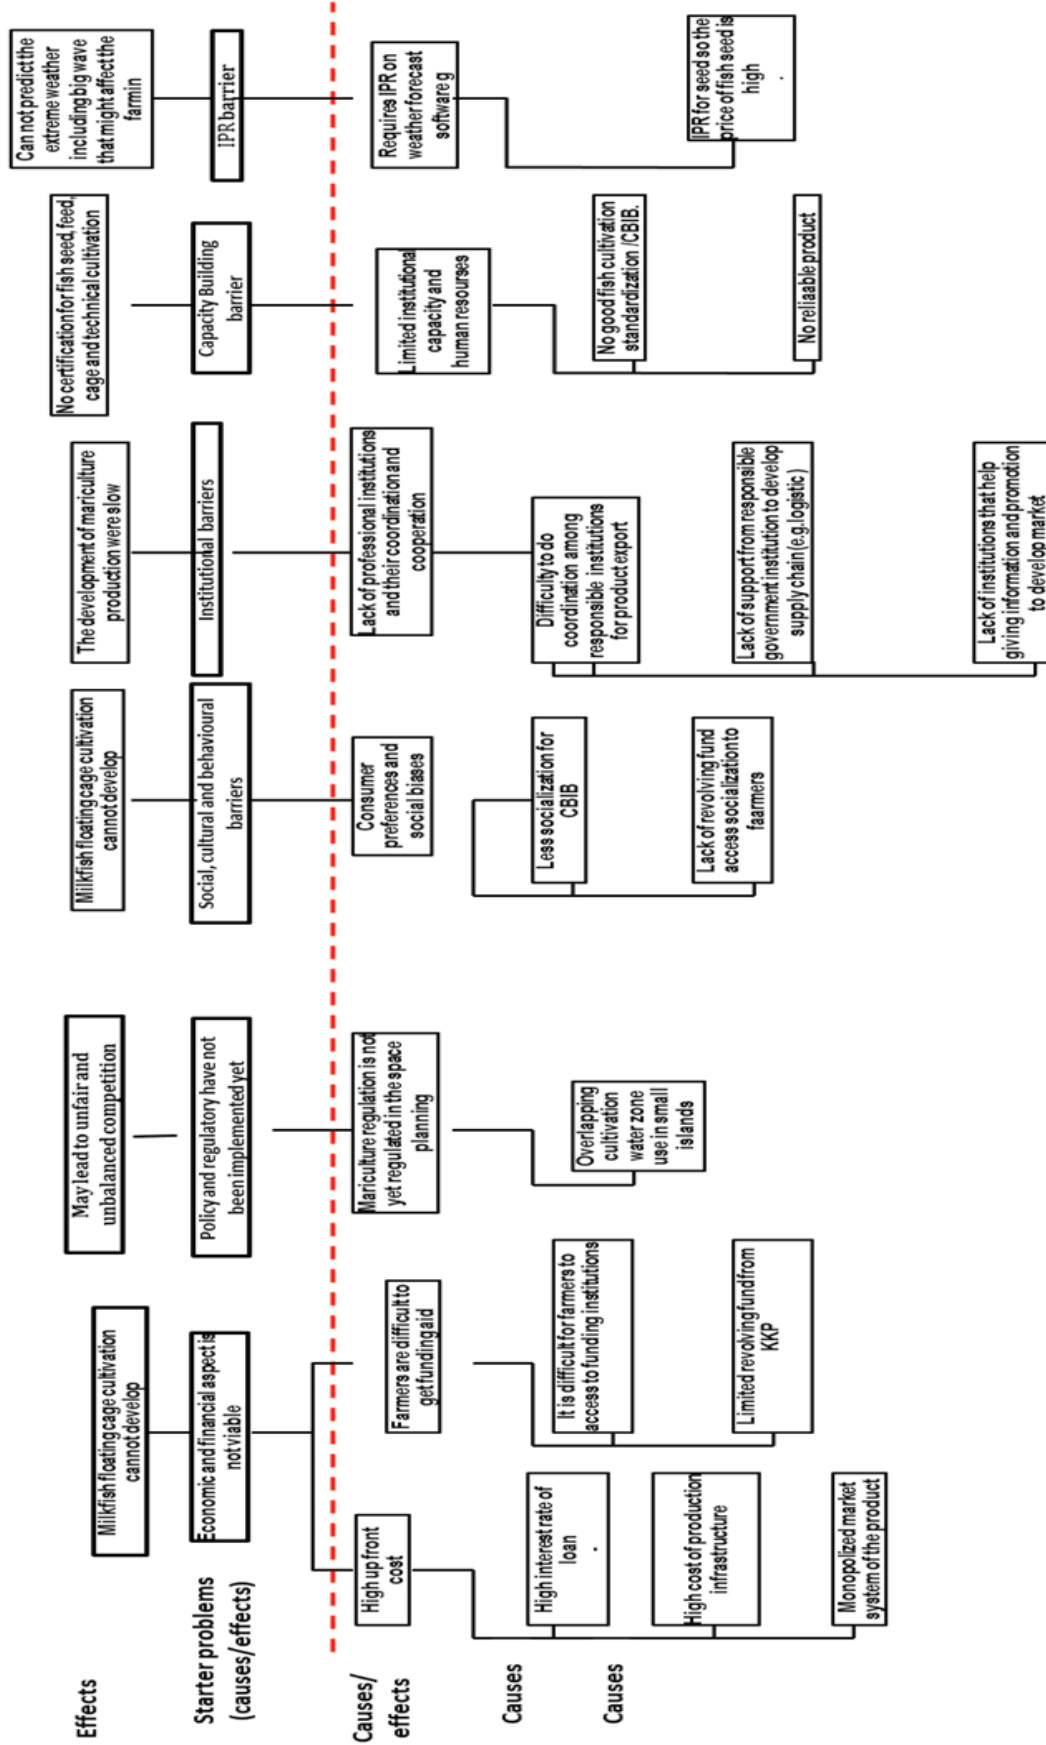 Effects
Milkfish floating cage cultivation
cannot develop
May lead to unfair and
unbalanced competition
Milkfish floating cage cultivation
cannot develop
The development of mariculture
production were slow
No certification for fish seed, feed,
cage and technical cultivation
Can not predict the
extreme weather
including big wave
that might affect the
farmin
Starter problems
(causes/effects)
Economic and financial aspect is
not viable
Policy and regulatory have not
been implemented yet
Social, cultural and behavioural
barriers
Institutional barriers
Capacity Building
barrier
IPR barrier
Causes/
effects
High up front
cost
Farmers are difficult to
get funding aid
Mariculture regulation is not
yet regulated in the space
planning
Consumer
preferences and
social biases
Lack of professional institutions
and their coordination and
cooperation
Limited institutional
capacity and
human resourses
Requires IPR on
weather forecast
software g
Causes
Causes
High interest rate of
loan
.
High cost of production
infrastructure
Monopolized market
system of the product
It is difficult for farmers to
access to funding institutions
Limited revolving fund from
KKP
Overlapping
cultivation
water zone
use in small
islands
Less socialization for
CBIB
Lack of revolving fund
access socialization to
faarmers
Difficulty to do
coordination among
responsible institutions
for product export
Lack of support from responsible
government institution to develop
supply chain (e.g.logistic)
Lack of institutions that help
giving information and promotion
to develop market
No good fish cultivation
standardization /CBIB.
No reliaable product
IPR for seed so the
price of fish seed is
high
.